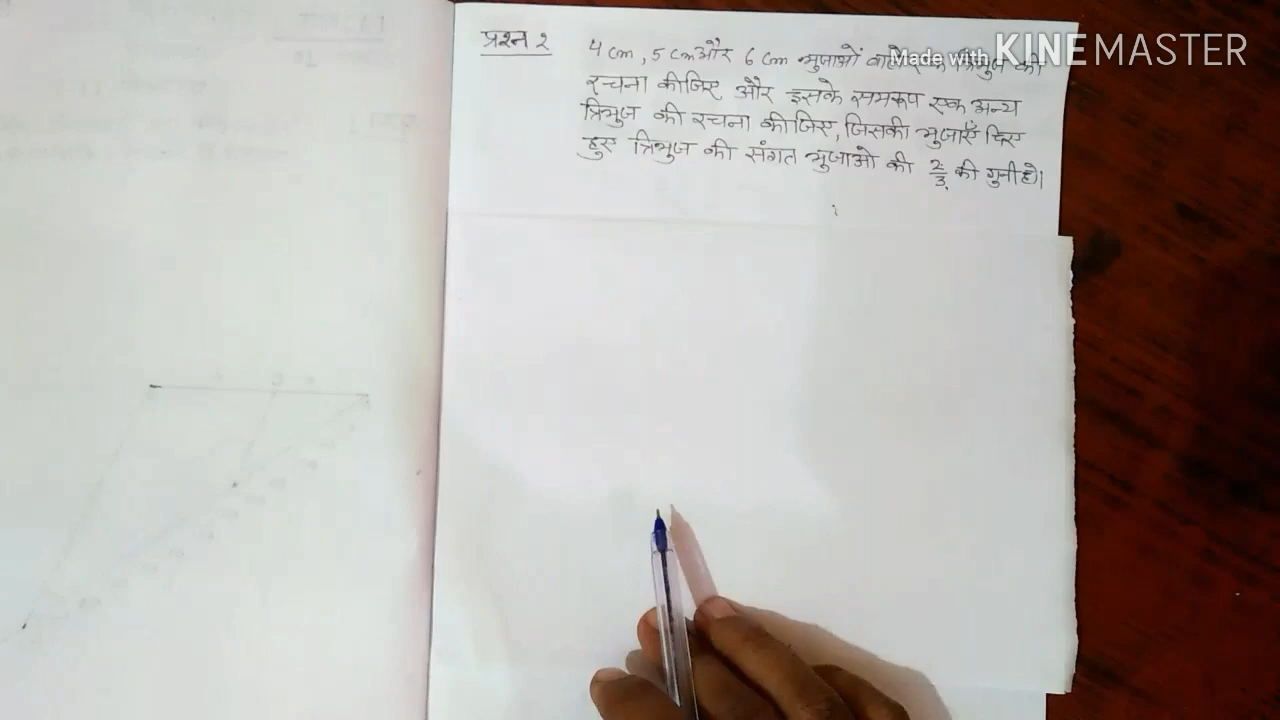 प्रश्न २ 4 cm, 5 cm और 6 cm भुजाओं वाले एक त्रिभुज की
Made with KINEMASTER
रचना कीजिए और इसके समरूप एक अन्य
त्रिभुज की रचना कीजिए, जिसकी भुजाएँ दिए
हुए त्रिभुज की संगत भुजाओ की 2/3 की गुनी हो।